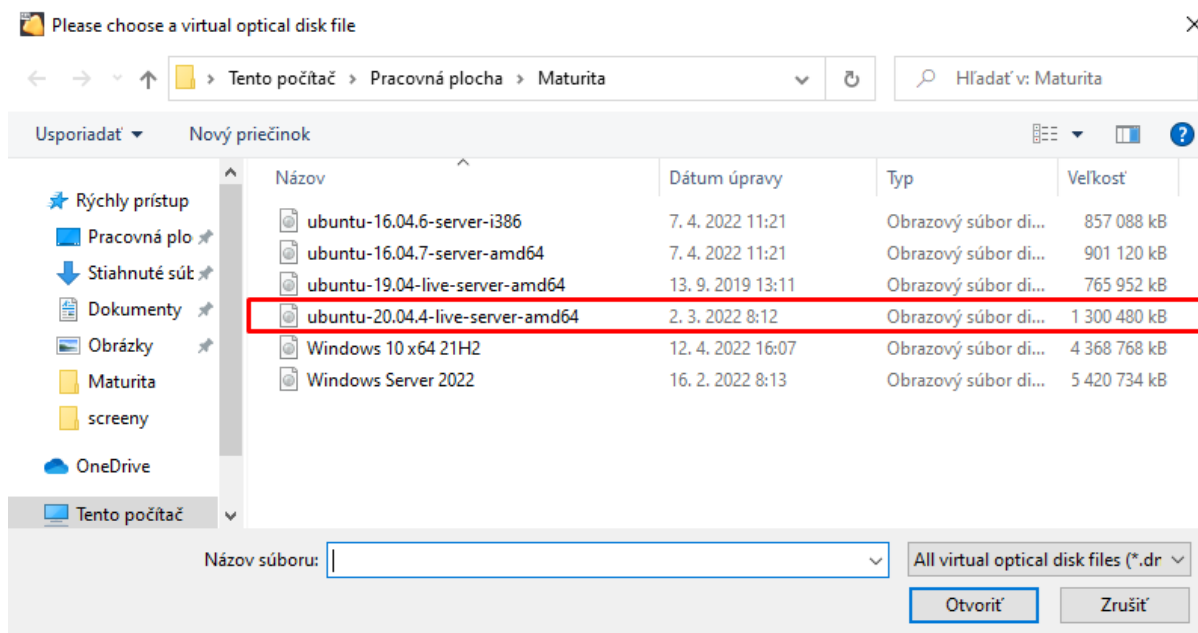 Please choose a virtual optical disk file
Tento počítač > Pracovná plocha > Maturita
Hľadať v: Maturita
Usporiadať
Nový priečinok
Názov Dátum úpravy Typ Veľkosť
Rýchly prístup
Pracovná plo
Stiahnuté súb
Dokumenty
Obrázky
Maturita
screeny
OneDrive
Tento počítač
ubuntu-16.04.6-server-i386 7. 4. 2022 11:21 Obrazový súbor di... 857 088 kB
ubuntu-16.04.7-server-amd64 7. 4. 2022 11:21 Obrazový súbor di... 901 120 kB
ubuntu-19.04-live-server-amd64 13. 9. 2019 13:11 Obrazový súbor di... 765 952 kB
ubuntu-20.04.4-live-server-amd64 2. 3. 2022 8:12 Obrazový súbor di... 1 300 480 kB
Windows 10 x64 21H2 12. 4. 2022 16:07 Obrazový súbor di... 4 368 768 kB
Windows Server 2022 16. 2. 2022 8:13 Obrazový súbor di... 5 420 734 kB
Názov súboru:
All virtual optical disk files (*.dr
Otvoriť
Zrušiť